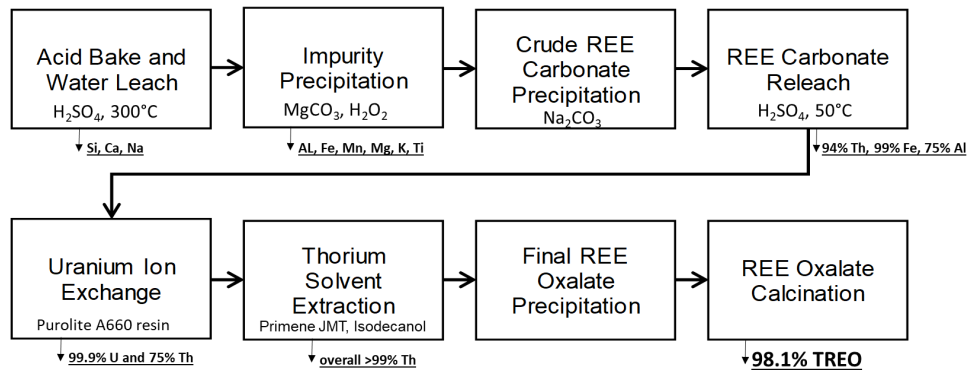 Acid Bake and
Water Leach
H₂SO₄, 300°C
Si, Ca, Na
Impurity
Precipitation
MgCO₃, H₂O₂
AL, Fe, Mn, Mg, K, Ti
Crude REE
Carbonate
Precipitation
Na₂CO₃
REE Carbonate
Releach
H₂SO₄, 50°C
94% Th, 99% Fe, 75% Al
Uranium Ion
Exchange
Purolite A660 resin
99.9% U and 75% Th
Thorium
Solvent
Extraction
Primene JMT, Isodecanol
overall >99% Th
Final REE
Oxalate
Precipitation
REE Oxalate
Calcination
98.1% TREO